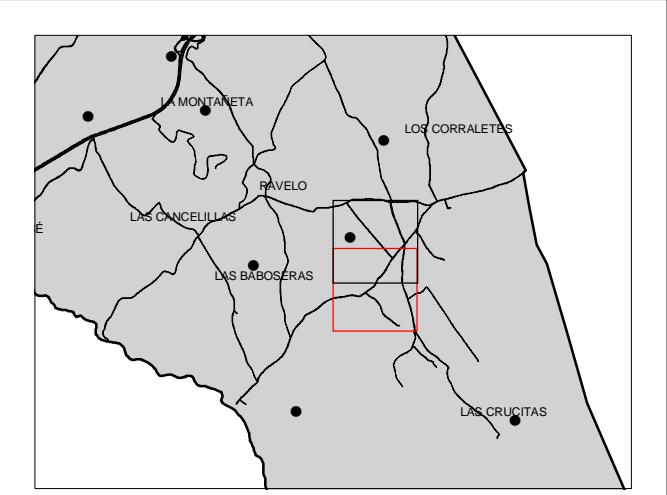 LA MONTAÑETA
LOS CORRALETES
RAVELO
LAS CANCELILLAS
É
LAS BABOSERAS
LAS CRUCITAS